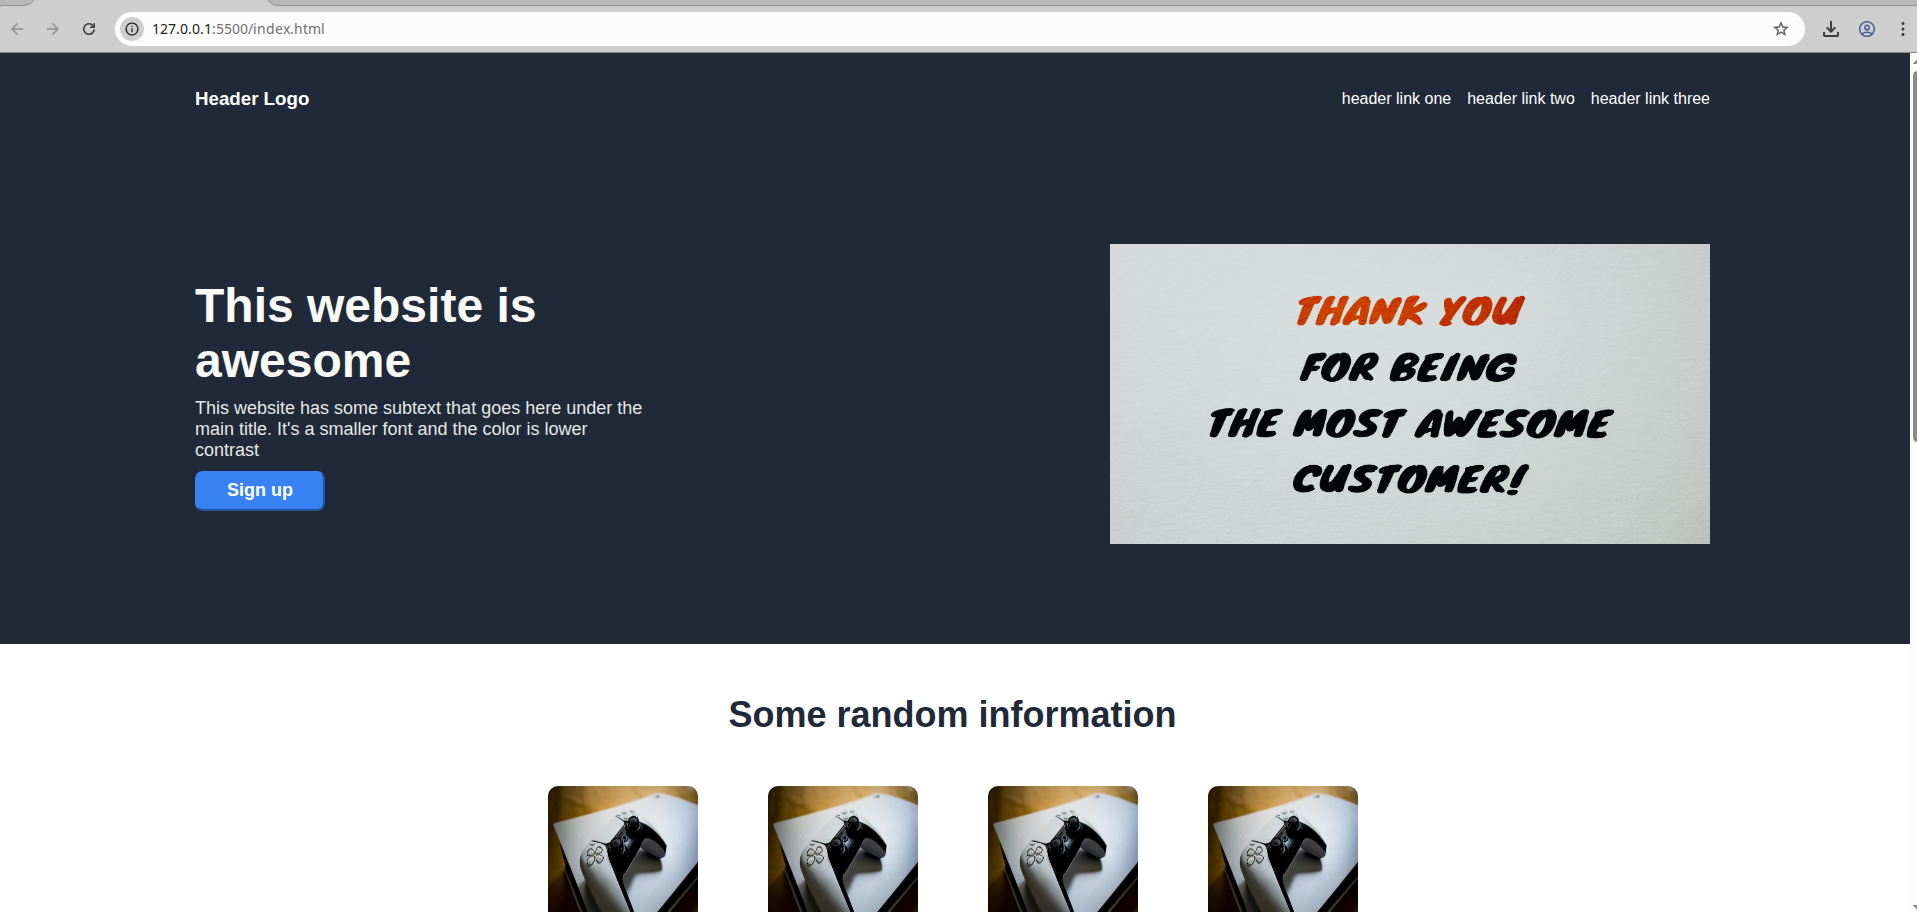 127.0.0.1:5500/index.html
Header Logo
header link one header link two header link three
This website is
awesome
This website has some subtext that goes here under the
main title. It's a smaller font and the color is lower
contrast
Sign up
THANK YOU
FOR BEING
THE MOST AWESOME
CUSTOMER!
Some random information